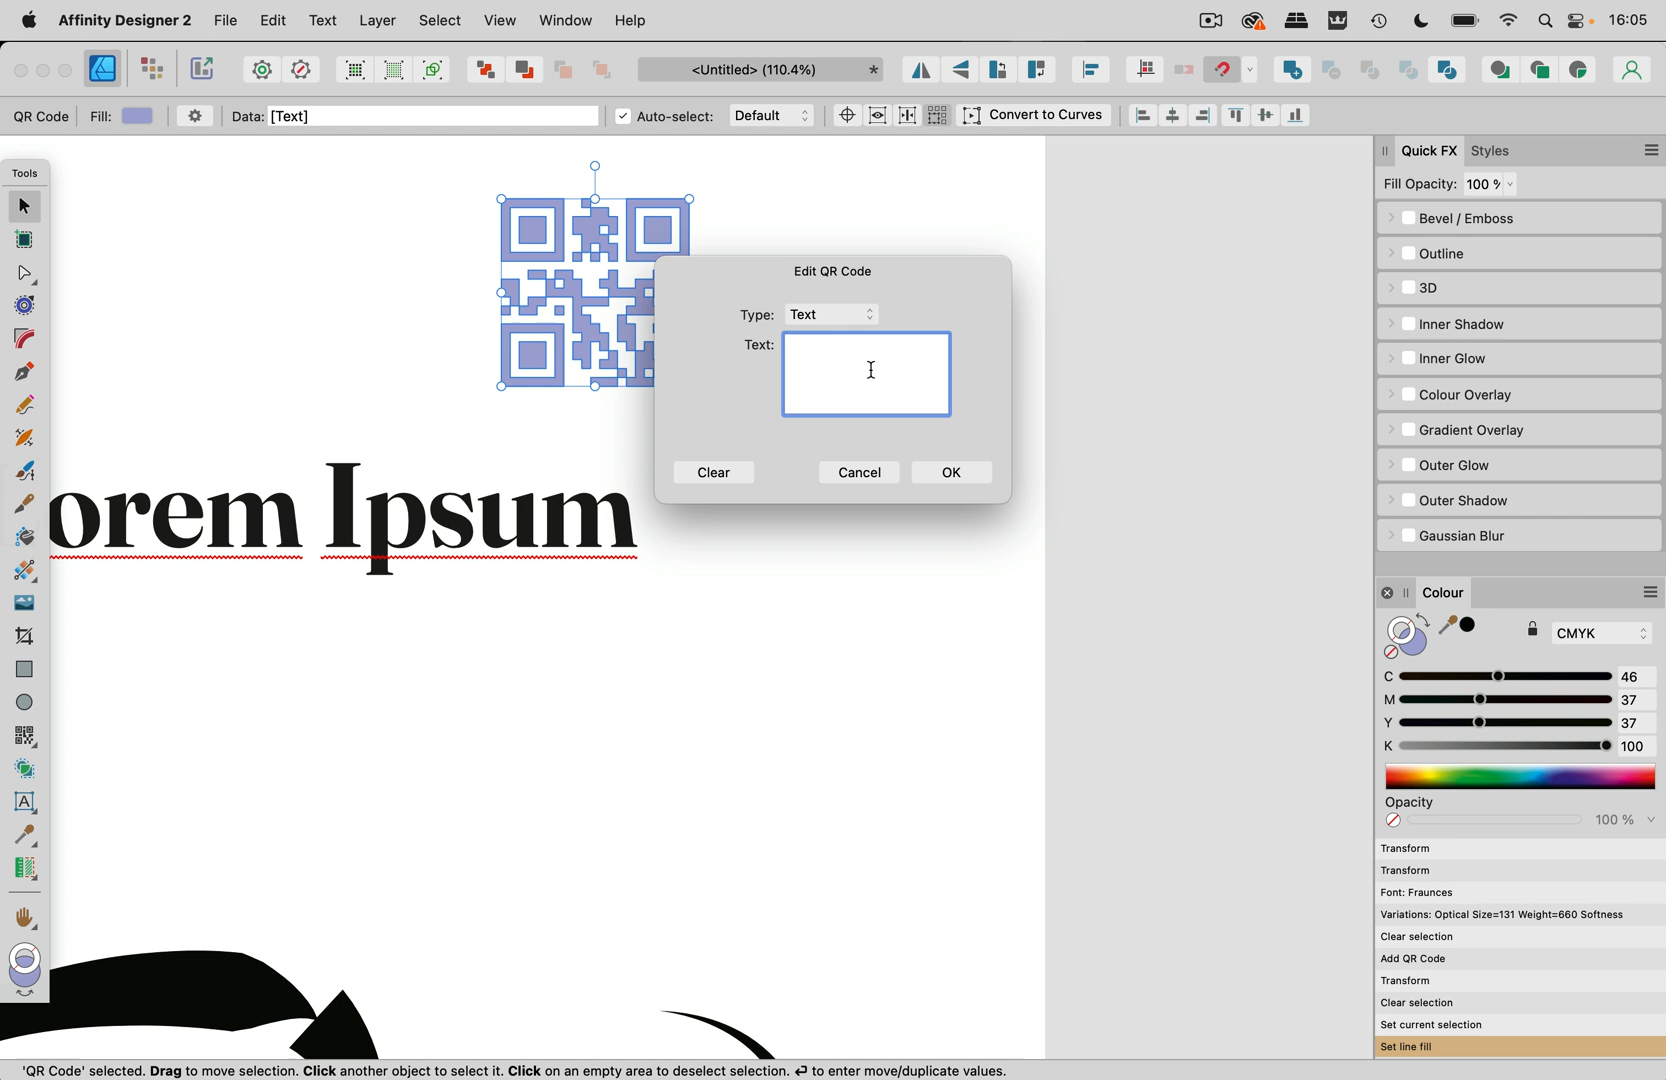 Affinity Designer 2 File Edit Text Layer Select View Window Help 16:05
<Untitled> (110.4%) *
QR Code Fill: Data: [Text] Auto-select: Default Convert to Curves
Tools
Quick FX Styles
Fill Opacity: 100 %
Bevel / Emboss
Outline
3D
Inner Shadow
Inner Glow
Colour Overlay
Gradient Overlay
Outer Glow
Outer Shadow
Gaussian Blur
Edit QR Code
Type: Text
Text:
Clear Cancel OK
orem Ipsum
Colour
CMYK
C 46
M 37
Y 37
K 100
Opacity
100 %
Transform
Transform
Font: Fraunces
Variations: Optical Size=131 Weight=660 Softness
Clear selection
Add QR Code
Transform
Clear selection
Set current selection
Set line fill
'QR Code' selected. Drag to move selection. Click another object to select it. Click on an empty area to deselect selection. ↵ to enter move/duplicate values.